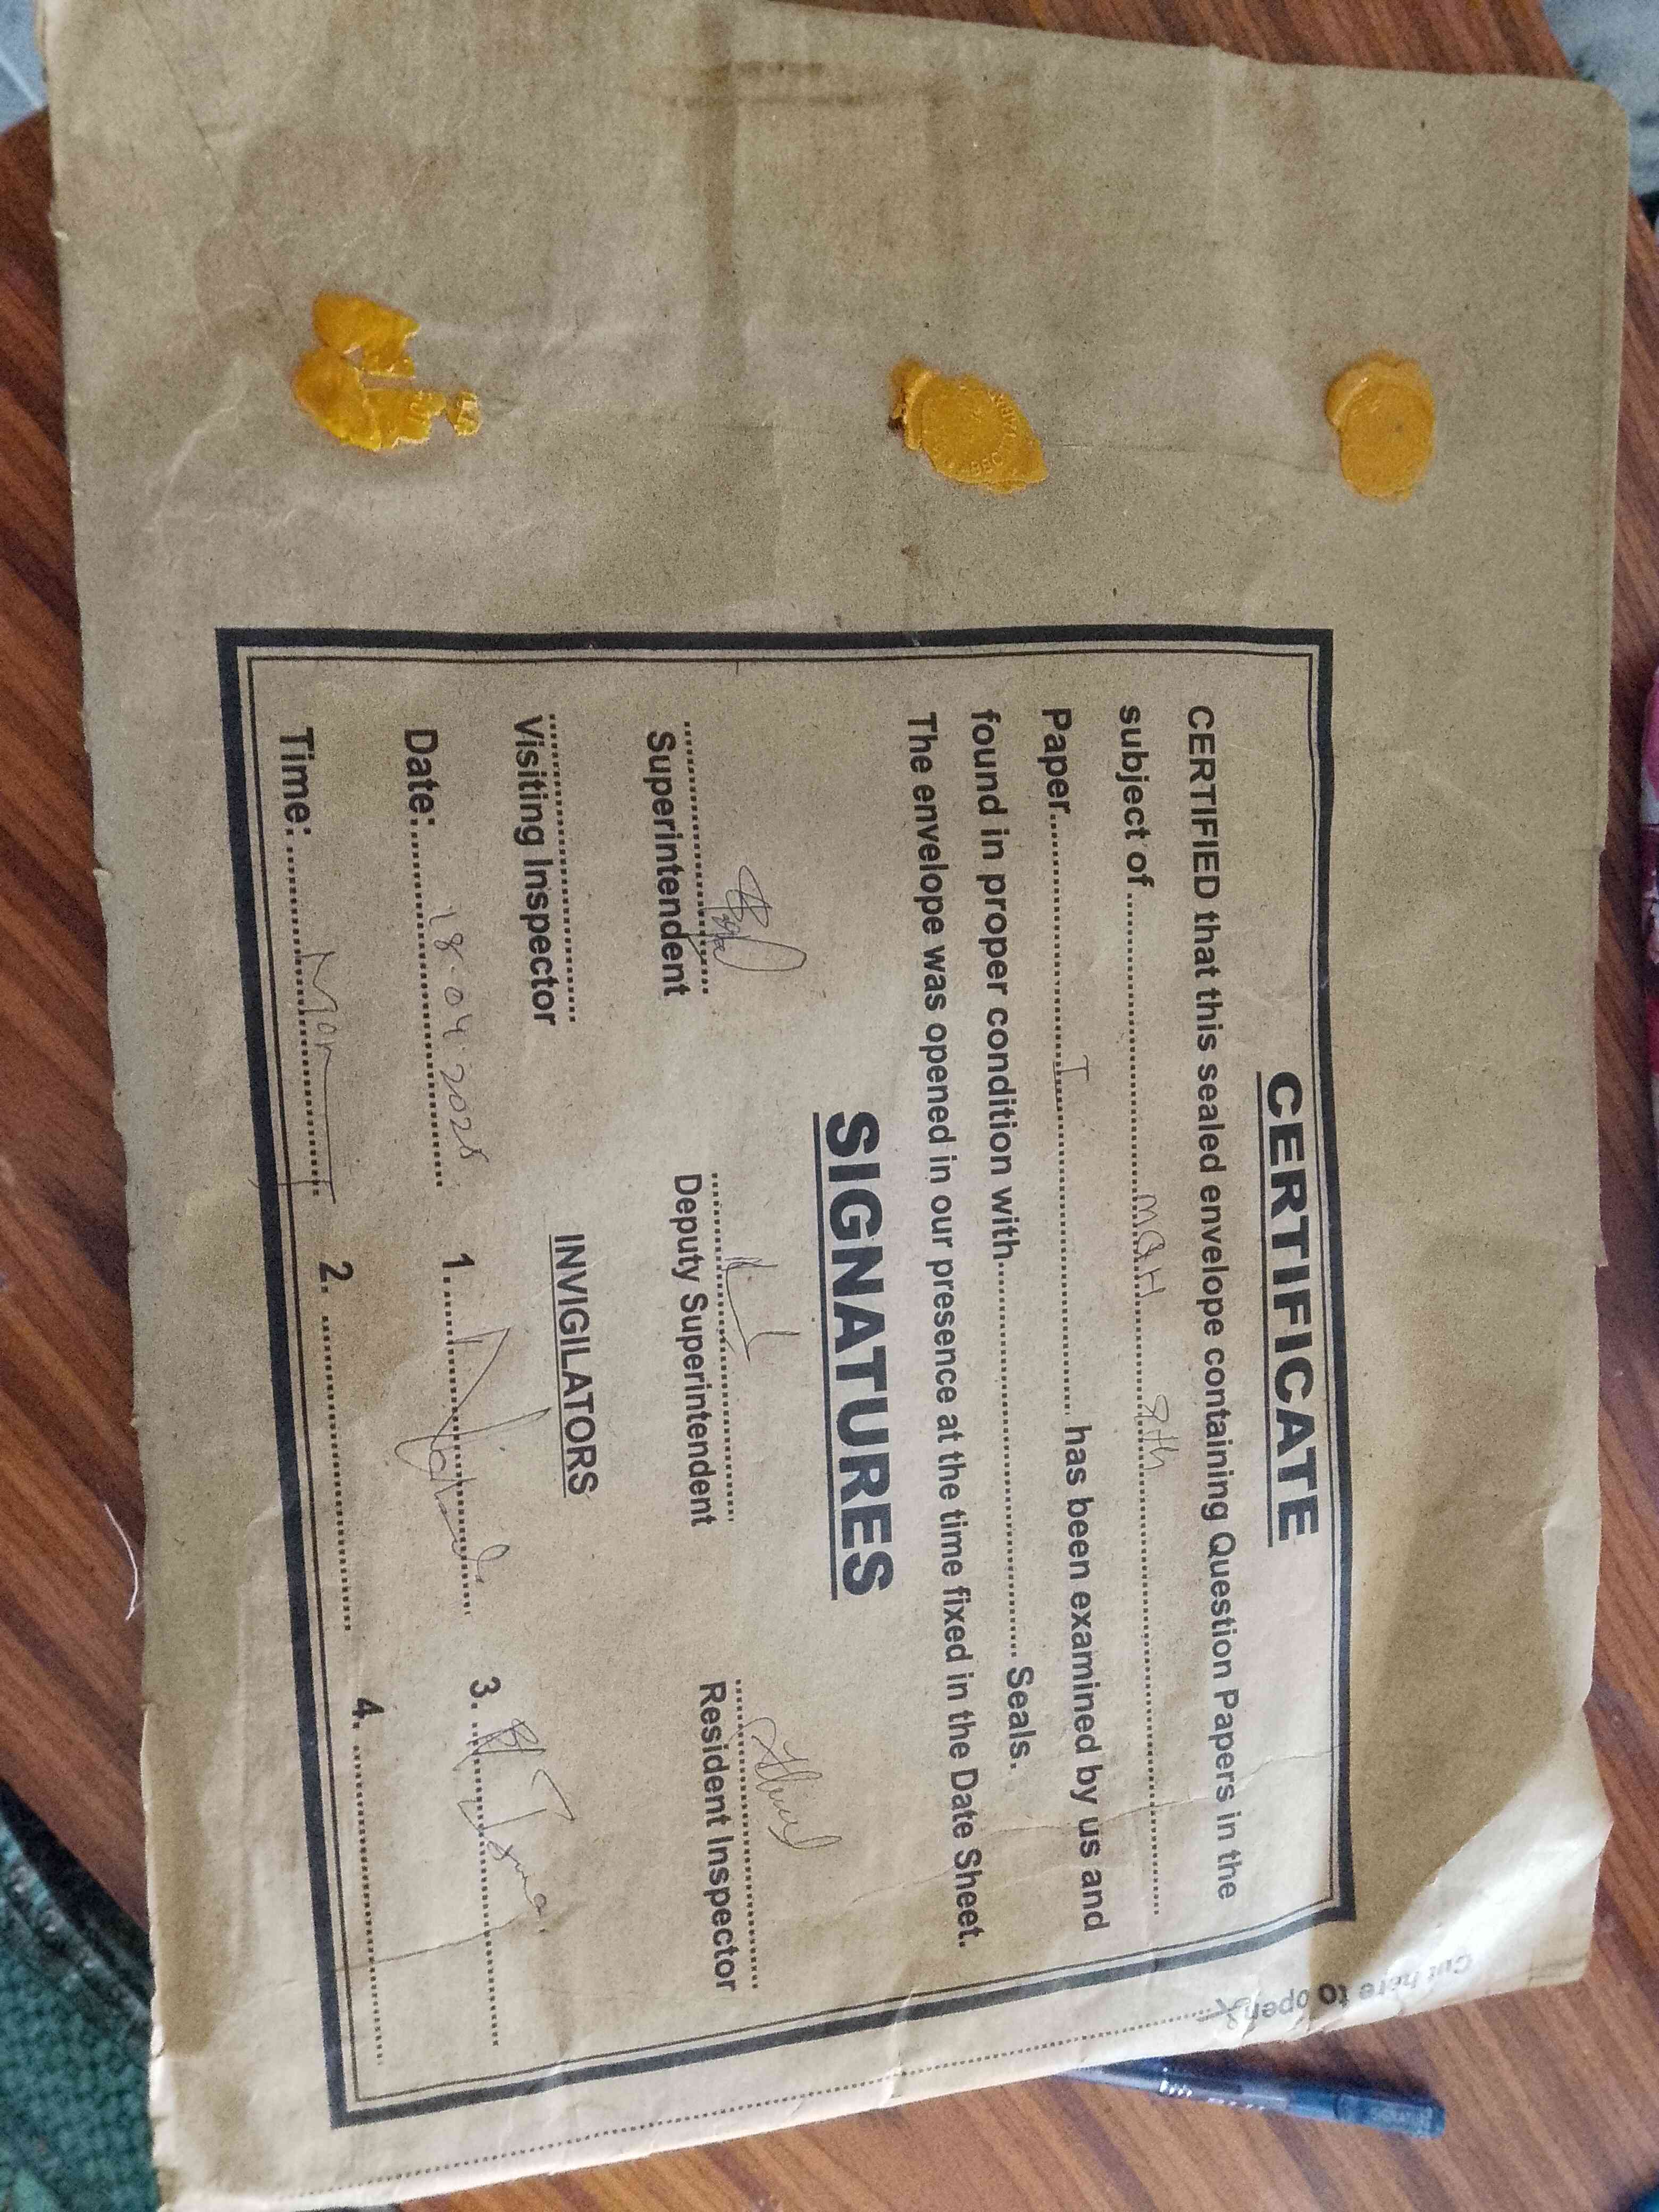 CERTIFICATE
CERTIFIED that this sealed envelope containing Question Papers in the
subject of............MQH......9th............
Paper............I............ has been examined by us and
found in proper condition with............ Seals.
The envelope was opened in our presence at the time fixed in the Date Sheet.
SIGNATURES
Superintendent Deputy Superintendent Resident Inspector
Visiting Inspector
INVIGILATORS
Date: 18.04.2025 1. 3.
Time: Mor 2. 4.
Cut here to open